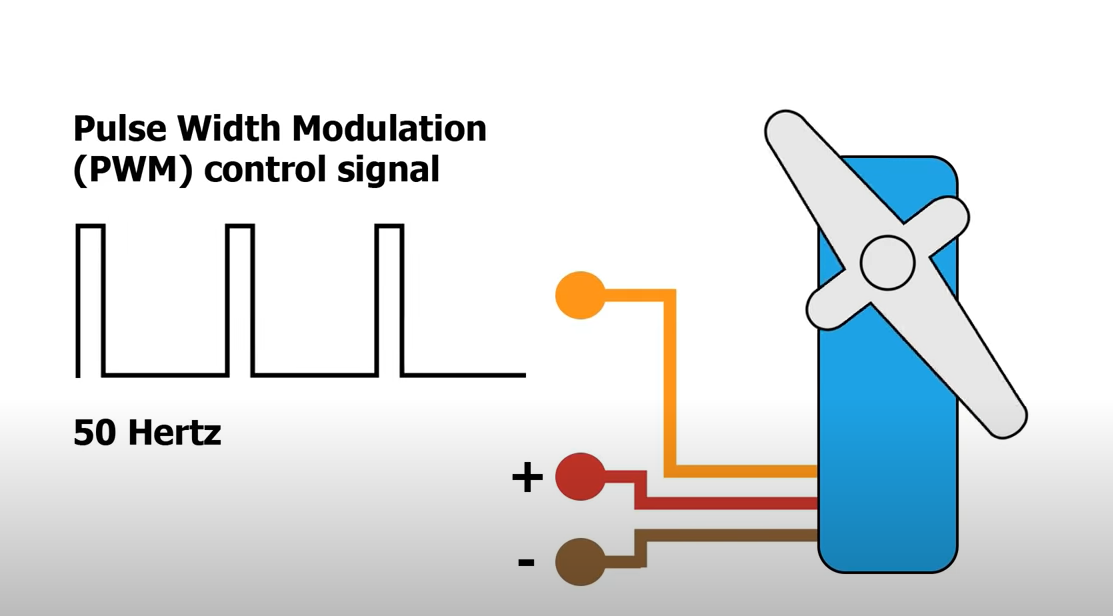 Pulse Width Modulation
(PWM) control signal
50 Hertz
+
-